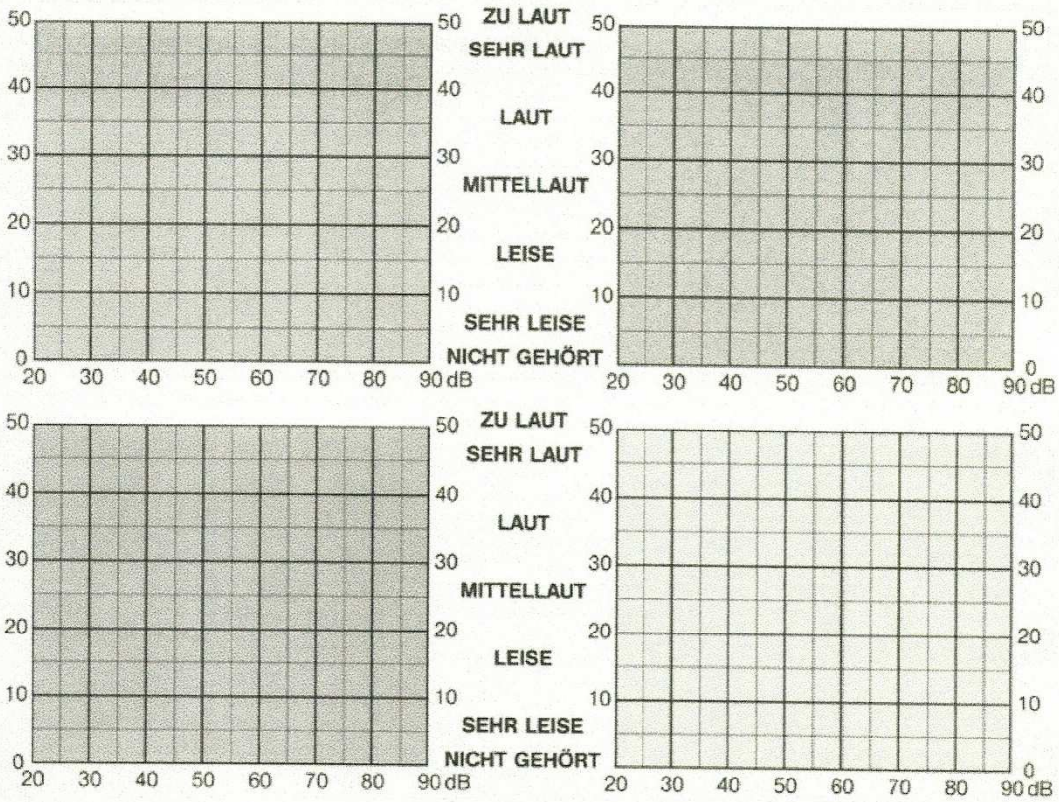 50 50 ZU LAUT 50 50
SEHR LAUT
40 40 40 40
LAUT
30 30 30 30
MITTELLAUT
20 20 20 20
LEISE
10 10 10 10
SEHR LEISE
0 NICHT GEHÖRT 0
20 30 40 50 60 70 80 90 dB 20 30 40 50 60 70 80 90 dB
50 50 ZU LAUT 50 50
SEHR LAUT
40 40 40 40
LAUT
30 30 30 30
MITTELLAUT
20 20 20 20
LEISE
10 10 10 10
SEHR LEISE
0 NICHT GEHÖRT 0
20 30 40 50 60 70 80 90 dB 20 30 40 50 60 70 80 90 dB